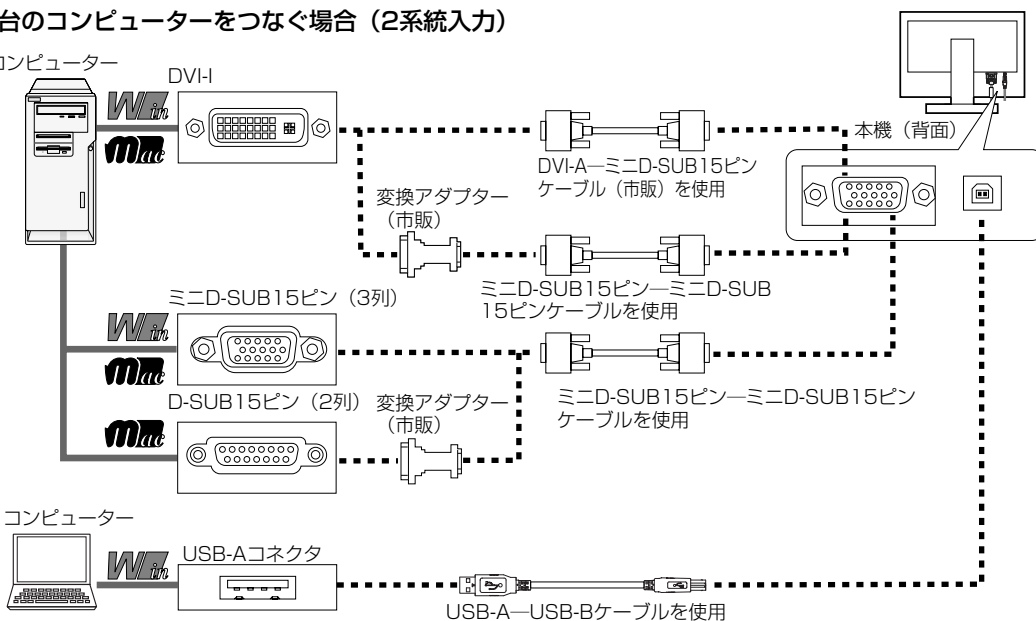 台のコンピューターをつなぐ場合（2系統入力）
コンピューター
Win
Mac
DVI-I
DVI-A—ミニD-SUB15ピン
ケーブル（市販）を使用
本機（背面）
変換アダプター
（市販）
ミニD-SUB15ピン—ミニD-SUB
15ピンケーブルを使用
ミニD-SUB15ピン（3列）
Win
Mac
ミニD-SUB15ピン—ミニD-SUB15ピン
ケーブルを使用
D-SUB15ピン（2列）
変換アダプター
（市販）
Mac
コンピューター
Win
USB-Aコネクタ
USB-A—USB-Bケーブルを使用